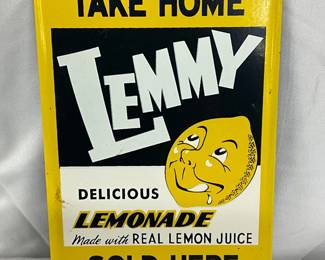 TAKE HOME
LEMMY
DELICIOUS
LEMONADE
Made with REAL LEMON JUICE
SOLD HERE